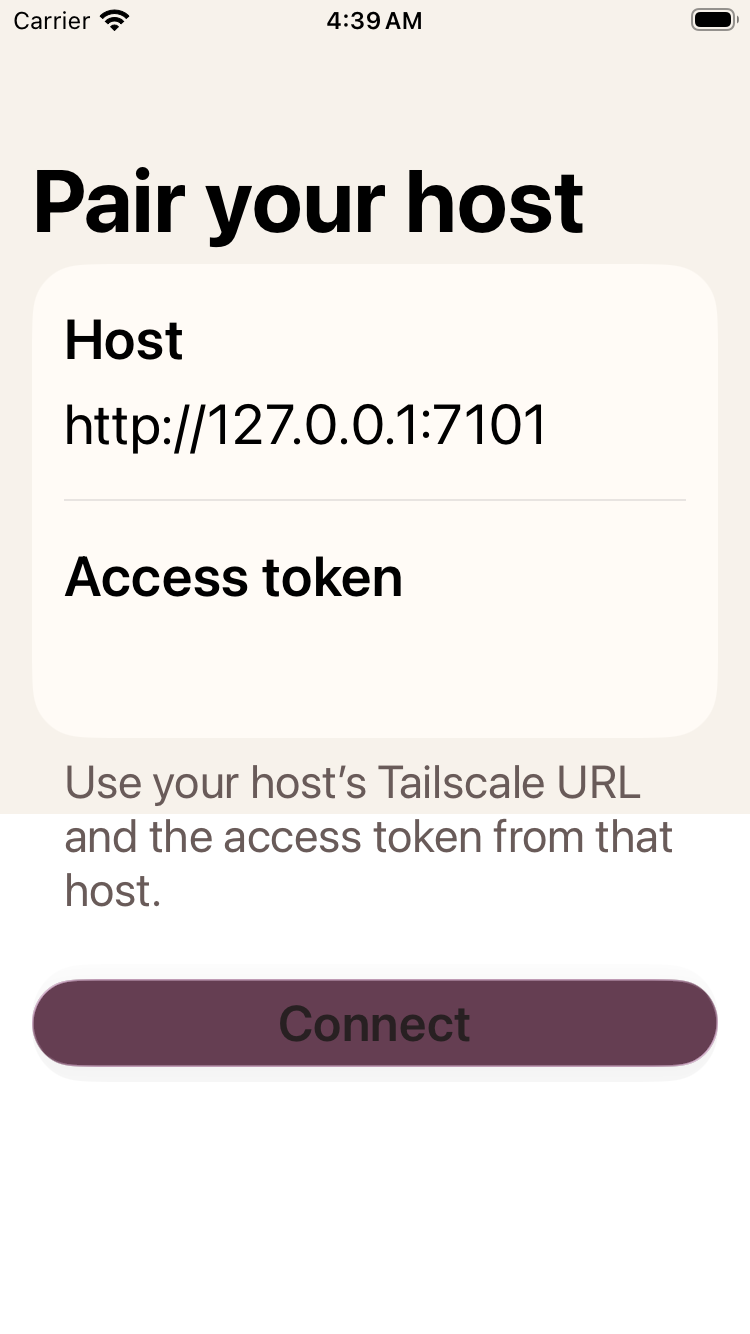 Carrier 4:39 AM
Pair your host
Host
http://127.0.0.1:7101
Access token
Use your host’s Tailscale URL
and the access token from that
host.
Connect